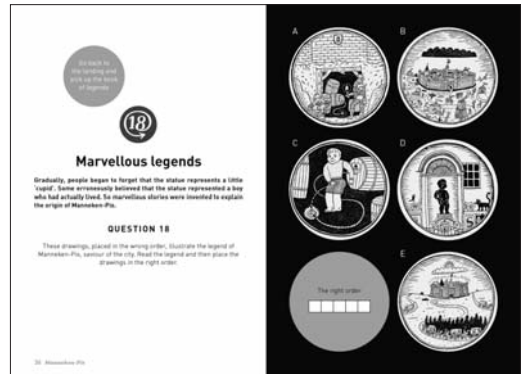 Go back
to the landing and
pick up the book
of legends
18
Marvellous legends
Gradually, people began to forget that the statue represents a little
'cupid'. Some erroneously believed that the statue represented a boy
who had actually lived. So marvellous stories were invented to explain
the origin of Manneken-Pis.
QUESTION 18
These drawings, placed in the wrong order, illustrate the legend of
Manneken-Pis, saviour of the city. Read the legend and then place the
drawings in the right order.
Manneken-Pis
A
B
C
D
The right order
E